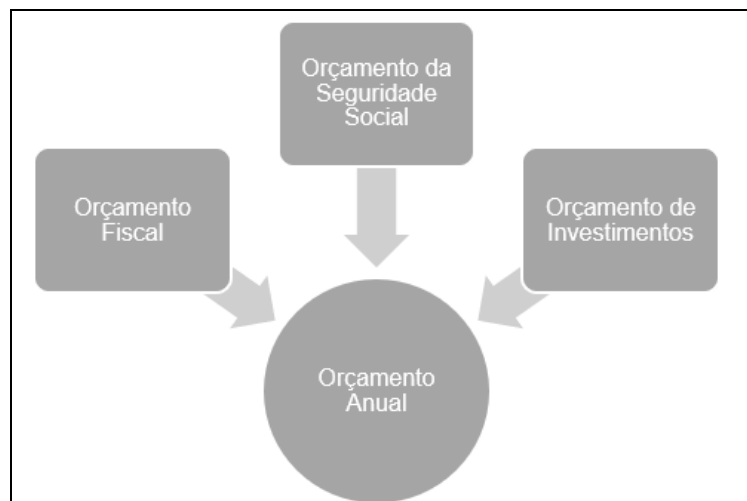 Orçamento da
Seguridade
Social
Orçamento
Fiscal
Orçamento de
Investimentos
Orçamento
Anual